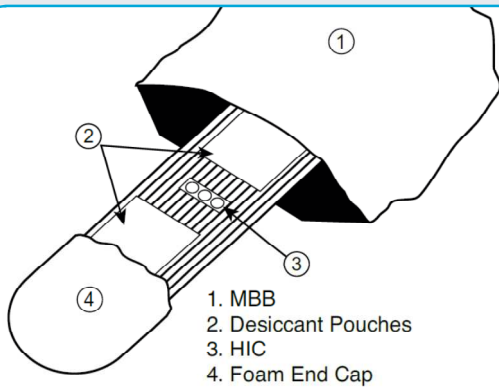 1
2
3
4
1. MBB
2. Desiccant Pouches
3. HIC
4. Foam End Cap